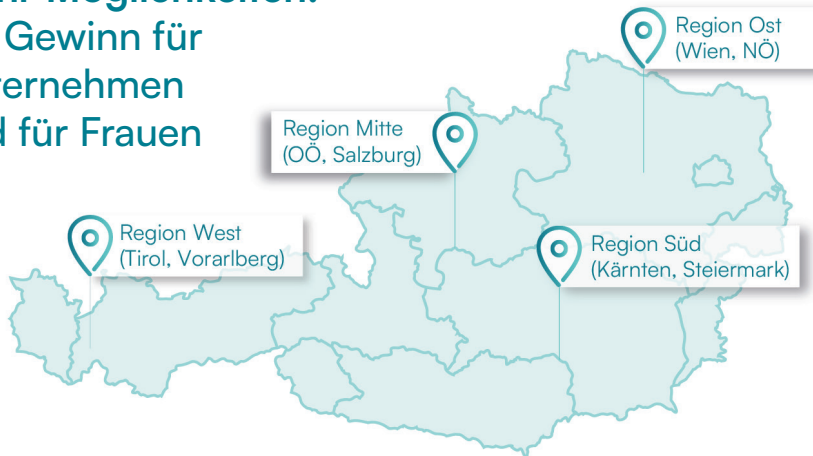 Möglichkeiten.
Gewinn für
für Frauen
Region Ost
(Wien, NÖ)
Region Mitte
(OÖ, Salzburg)
Region West
(Tirol, Vorarlberg)
Region Süd
(Kärnten, Steiermark)